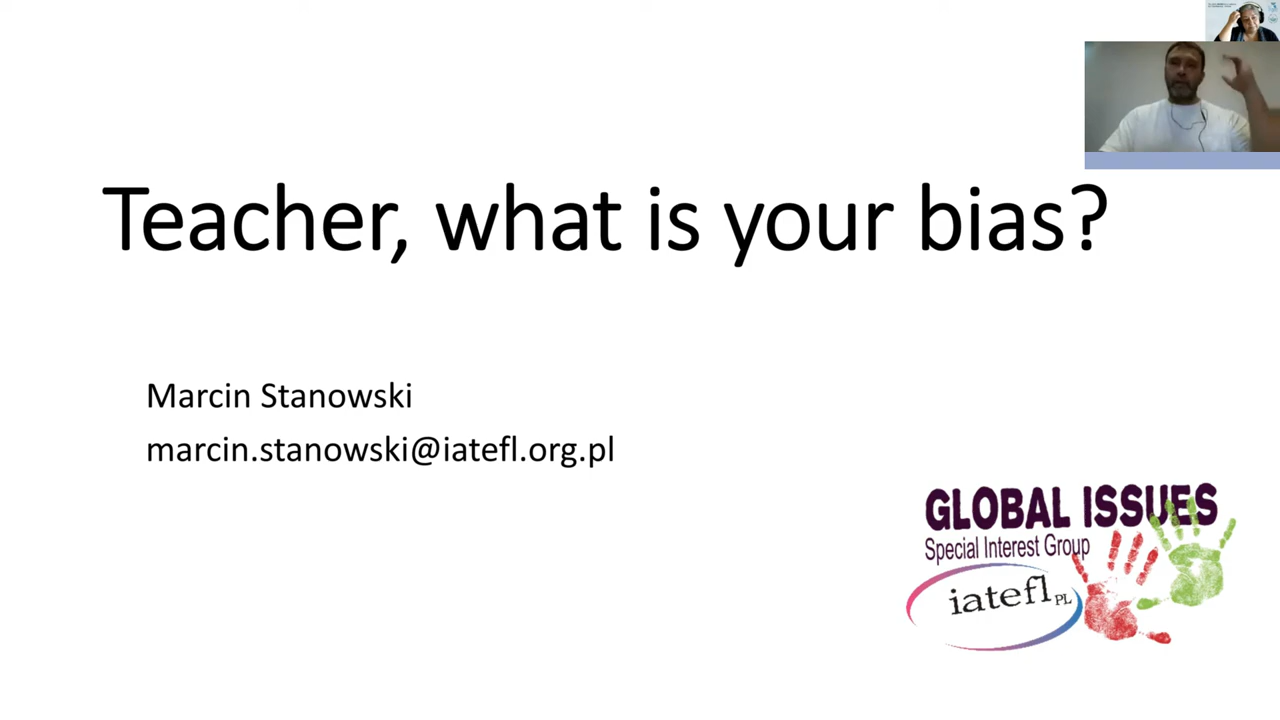 Teacher, what is your bias?
Marcin Stanowski
marcin.stanowski@iatefl.org.pl
GLOBAL ISSUES
Special Interest Group
iatefl PL